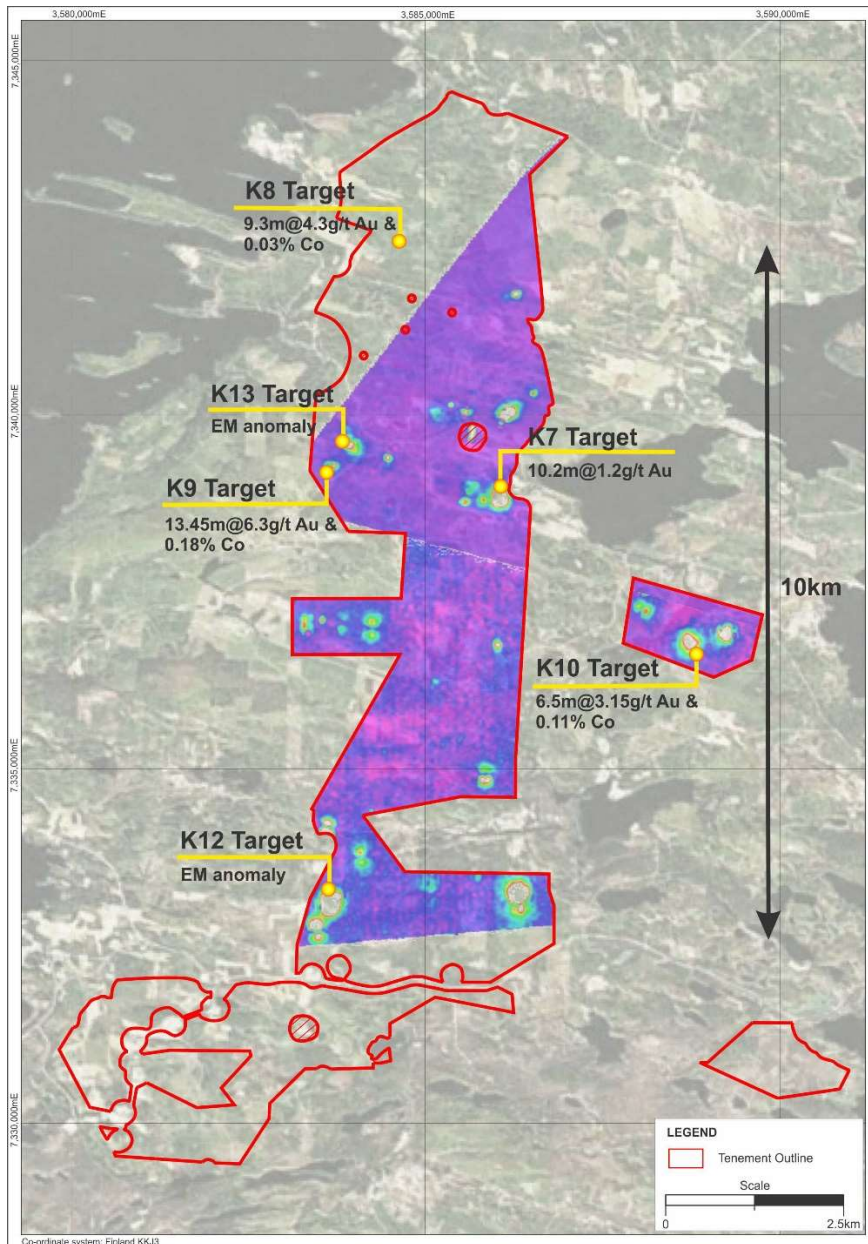 3,580,000mE
3,585,000mE
3,590,000mE
7,345,000mE
K8 Target
9.3m@4.3g/t Au &
0.03% Co
K13 Target
EM anomaly
7,340,000mE
K7 Target
10.2m@1.2g/t Au
K9 Target
13.45m@6.3g/t Au &
0.18% Co
10km
K10 Target
6.5m@3.15g/t Au &
0.11% Co
7,335,000mE
K12 Target
EM anomaly
7,330,000mE
LEGEND
Tenement Outline
Scale
0
2.5km
Co-ordinate system: Finland KKJ3